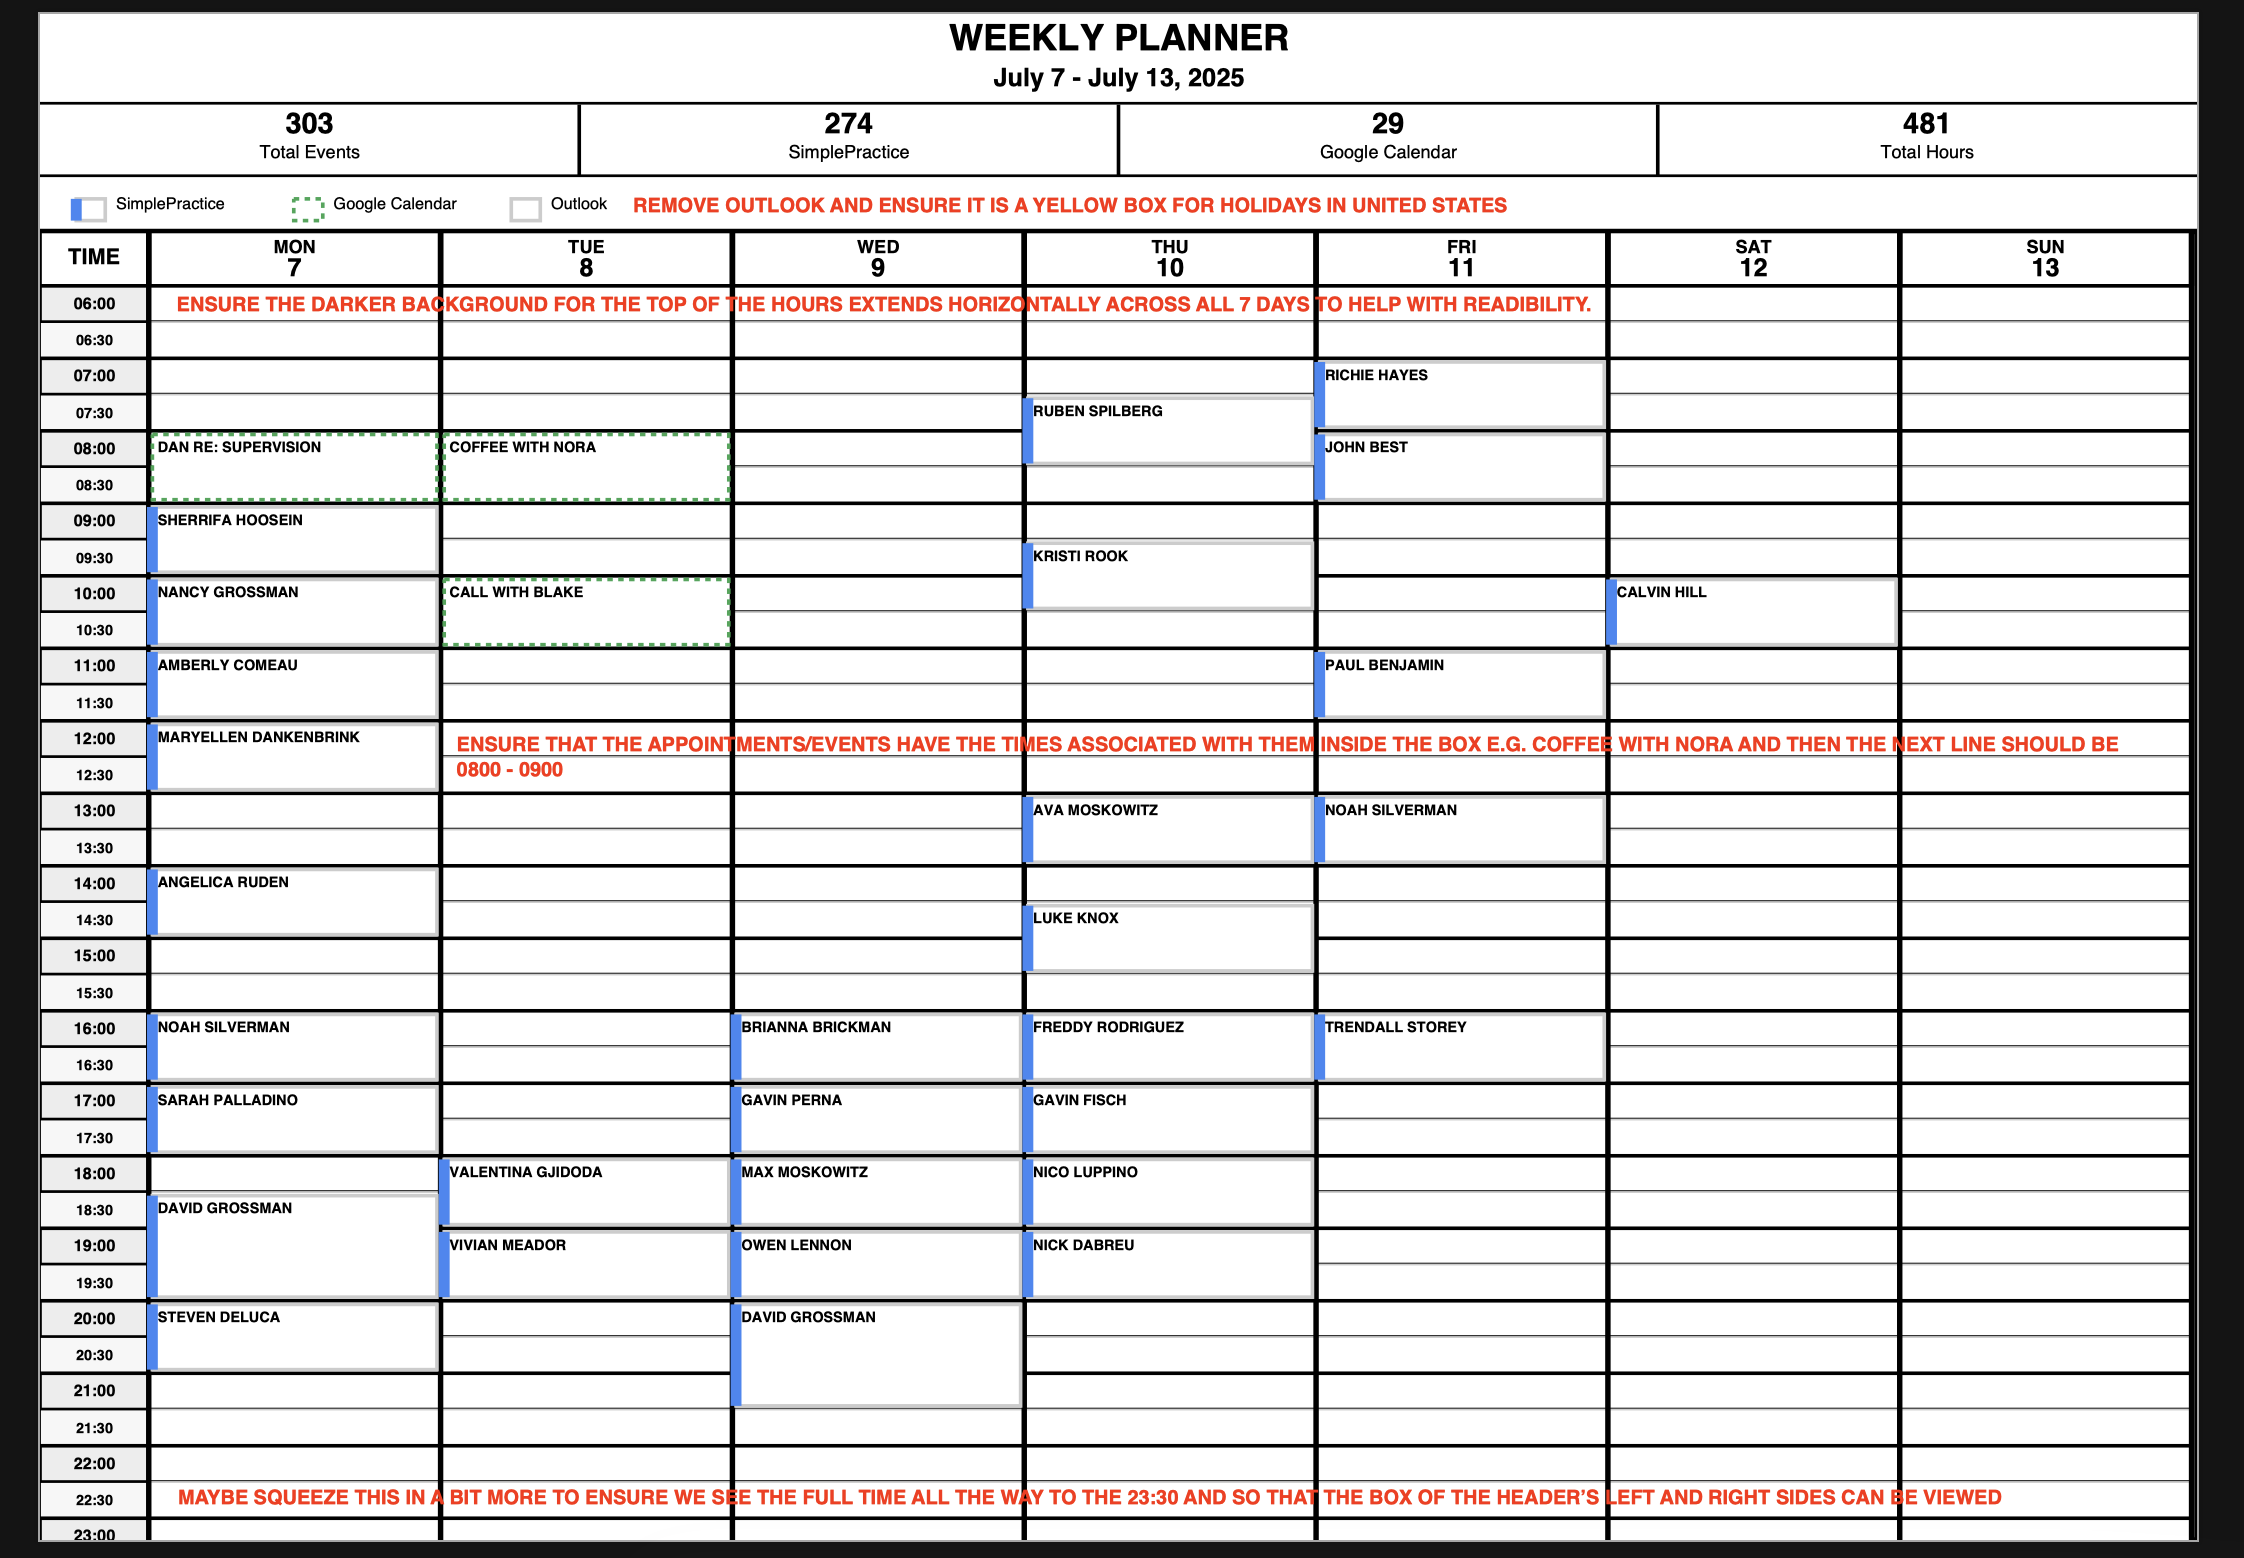 WEEKLY PLANNER
July 7 - July 13, 2025
303 274 29 481
Total Events SimplePractice Google Calendar Total Hours
SimplePractice Google Calendar Outlook REMOVE OUTLOOK AND ENSURE IT IS A YELLOW BOX FOR HOLIDAYS IN UNITED STATES
TIME MON TUE WED THU FRI SAT SUN
7 8 9 10 11 12 13
06:00 ENSURE THE DARKER BACKGROUND FOR THE TOP OF THE HOURS EXTENDS HORIZONTALLY ACROSS ALL 7 DAYS TO HELP WITH READIBILITY.
06:30
07:00 RICHIE HAYES
07:30 RUBEN SPILBERG
08:00 DAN RE: SUPERVISION COFFEE WITH NORA JOHN BEST
08:30
09:00 SHERRIFA HOOSEIN
09:30 KRISTI ROOK
10:00 NANCY GROSSMAN CALL WITH BLAKE CALVIN HILL
10:30
11:00 AMBERLY COMEAU PAUL BENJAMIN
11:30
12:00 MARYELLEN DANKENBRINK ENSURE THAT THE APPOINTMENTS/EVENTS HAVE THE TIMES ASSOCIATED WITH THEM INSIDE THE BOX E.G. COFFEE WITH NORA AND THEN THE NEXT LINE SHOULD BE
12:30 0800 - 0900
13:00 AVA MOSKOWITZ NOAH SILVERMAN
13:30
14:00 ANGELICA RUDEN
14:30 LUKE KNOX
15:00
15:30
16:00 NOAH SILVERMAN BRIANNA BRICKMAN FREDDY RODRIGUEZ TRENDALL STOREY
16:30
17:00 SARAH PALLADINO GAVIN PERNA GAVIN FISCH
17:30
18:00 VALENTINA GJIDODA MAX MOSKOWITZ NICO LUPPINO
18:30 DAVID GROSSMAN
19:00 VIVIAN MEADOR OWEN LENNON NICK DABREU
19:30
20:00 STEVEN DELUCA DAVID GROSSMAN
20:30
21:00
21:30
22:00
22:30 MAYBE SQUEEZE THIS IN A BIT MORE TO ENSURE WE SEE THE FULL TIME ALL THE WAY TO THE 23:30 AND SO THAT THE BOX OF THE HEADER'S LEFT AND RIGHT SIDES CAN BE VIEWED
23:00